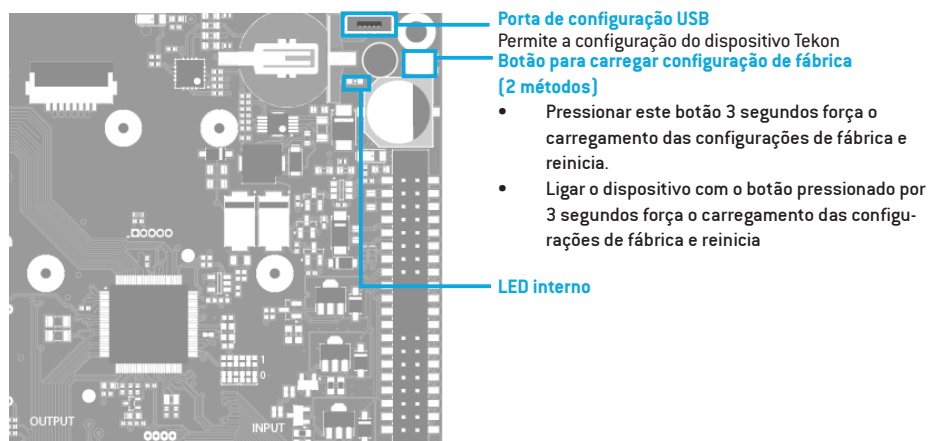 Porta de configuração USB
Permite a configuração do dispositivo Tekon
Botão para carregar configuração de fábrica
(2 métodos)
• Pressionar este botão 3 segundos força o
carregamento das configurações de fábrica e
reinicia.
• Ligar o dispositivo com o botão pressionado por
3 segundos força o carregamento das configu-
rações de fábrica e reinicia
LED interno
1
0
OUTPUT
INPUT